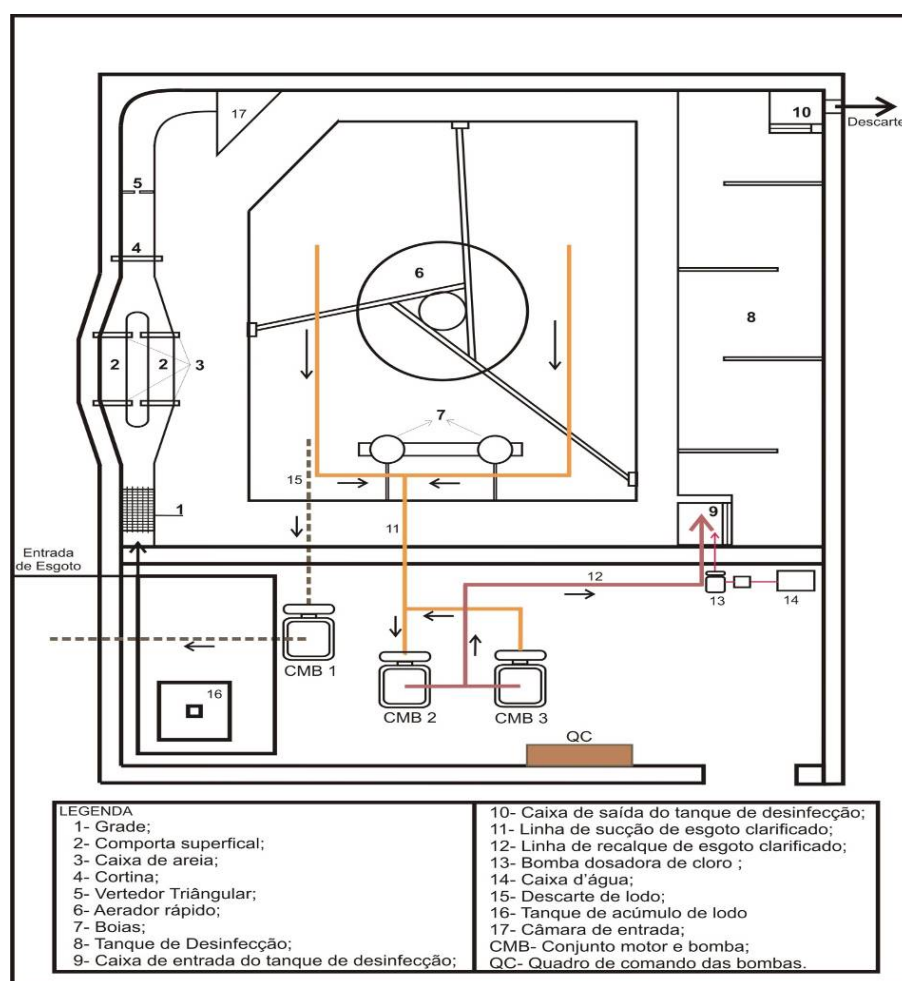 17
10
Descarte
5
4
6
2
2
3
8
7
15
1
11
9
Entrada
de Esgoto
12
13
14
CMB 1
16
CMB 2
CMB 3
QC
LEGENDA
1- Grade;
2- Comporta superfical;
3- Caixa de areia;
4- Cortina;
5- Vertedor Triângular;
6- Aerador rápido;
7- Boias;
8- Tanque de Desinfecção;
9- Caixa de entrada do tanque de desinfecção;
10- Caixa de saída do tanque de desinfecção;
11- Linha de sucção de esgoto clarificado;
12- Linha de recalque de esgoto clarificado;
13- Bomba dosadora de cloro ;
14- Caixa d'água;
15- Descarte de lodo;
16- Tanque de acúmulo de lodo
17- Câmara de entrada;
CMB- Conjunto motor e bomba;
QC- Quadro de comando das bombas.